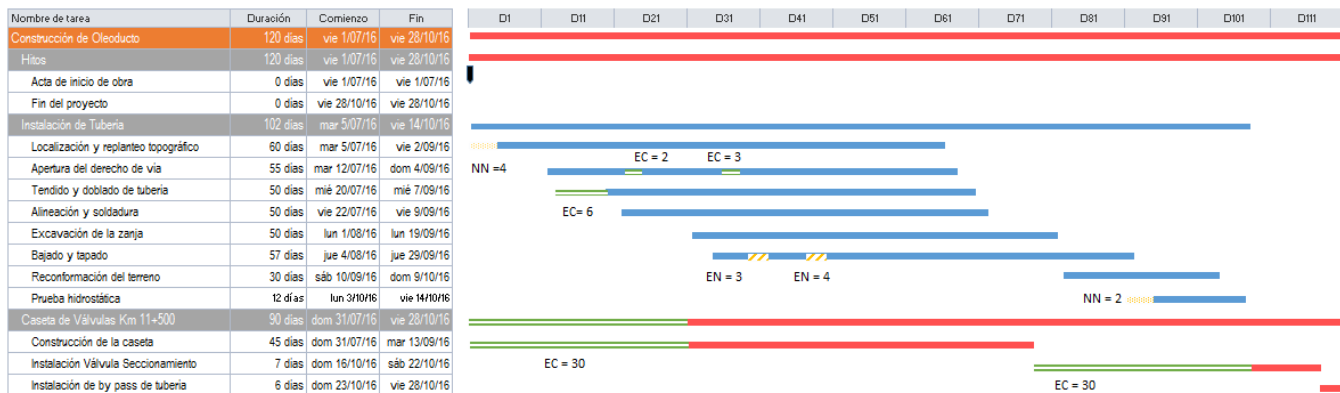 Nombre de tarea Duración Comienzo Fin D1 D11 D21 D31 D41 D51 D61 D71 D81 D91 D101 D111
Construcción de Oleoducto 120 días vie 1/07/16 vie 28/10/16
Hitos 120 días vie 1/07/16 vie 28/10/16
Acta de inicio de obra 0 días vie 1/07/16 vie 1/07/16
Fin del proyecto 0 días vie 28/10/16 vie 28/10/16
Instalación de Tubería 102 días mar 5/07/16 vie 14/10/16
Localización y replanteo topográfico 60 días mar 5/07/16 vie 2/09/16
EC = 2 EC = 3
Apertura del derecho de vía 55 días mar 12/07/16 dom 4/09/16 NN =4
Tendido y doblado de tubería 50 días mié 20/07/16 mié 7/09/16
Alineación y soldadura 50 días vie 22/07/16 vie 9/09/16 EC= 6
Excavación de la zanja 50 días lun 1/08/16 lun 19/09/16
Bajado y tapado 57 días jue 4/08/16 jue 29/09/16
Reconformación del terreno 30 días sáb 10/09/16 dom 9/10/16 EN = 3 EN = 4
Prueba hidrostática 12 días lun 3/10/16 vie 14/10/16 NN = 2
Caseta de Válvulas Km 11+500 90 días dom 31/07/16 vie 28/10/16
Construcción de la caseta 45 días dom 31/07/16 mar 13/09/16
Instalación Válvula Seccionamiento 7 días dom 16/10/16 sáb 22/10/16 EC = 30
Instalación de by pass de tubería 6 días dom 23/10/16 vie 28/10/16 EC = 30